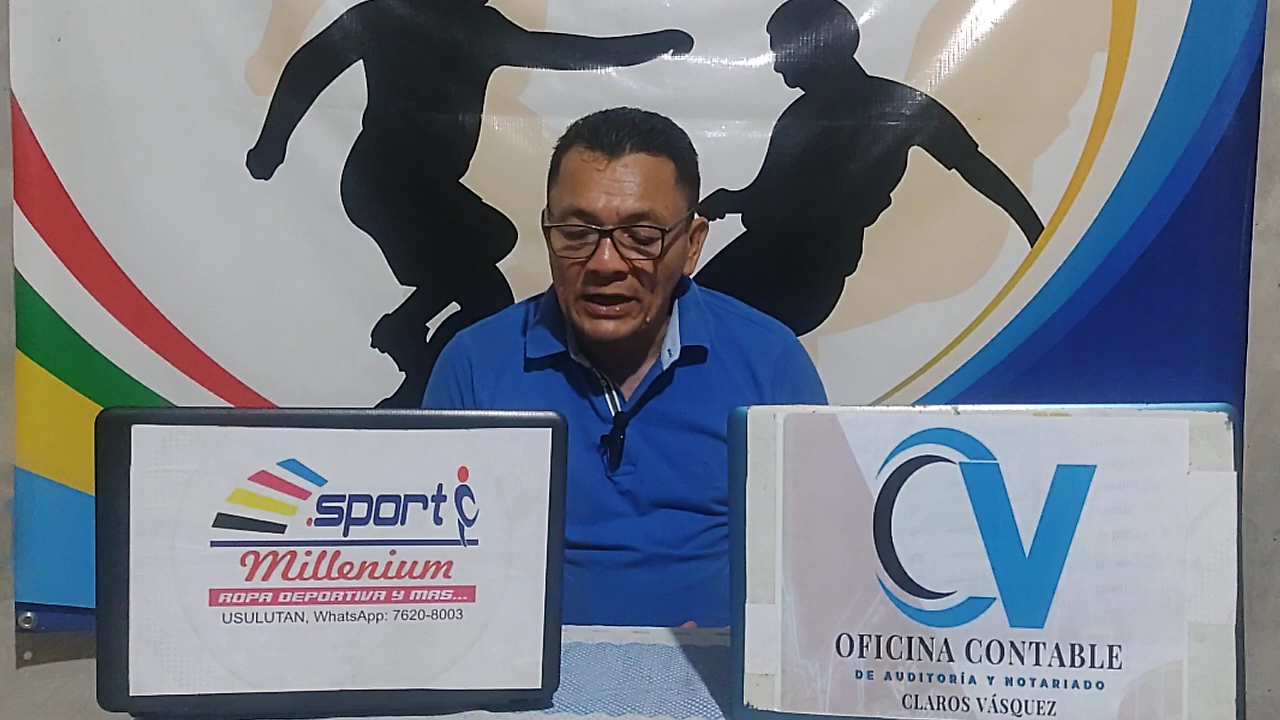 .sport
Millenium
ROPA DEPORTIVA Y MAS...
USULUTAN, WhatsApp: 7620-8003
CV
OFICINA CONTABLE
DE AUDITORÍA Y NOTARIADO
CLAROS VÁSQUEZ